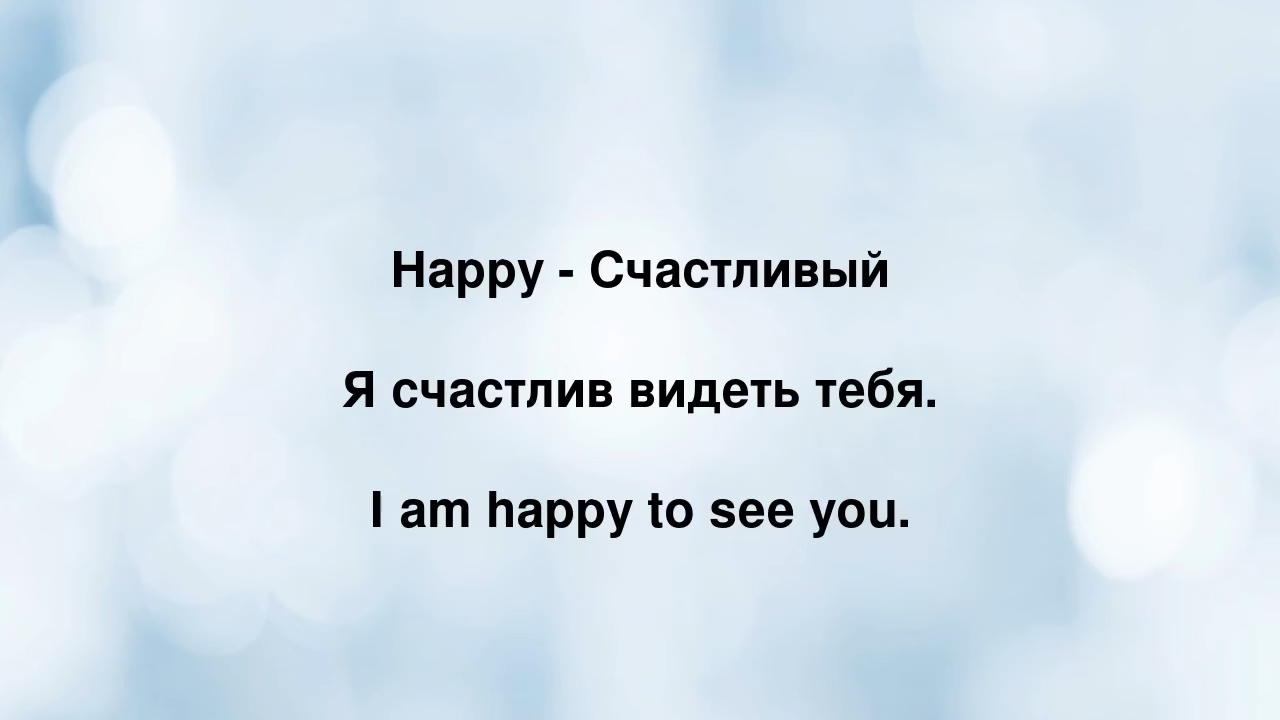 Happy - Счастливый
Я счастлив видеть тебя.
I am happy to see you.